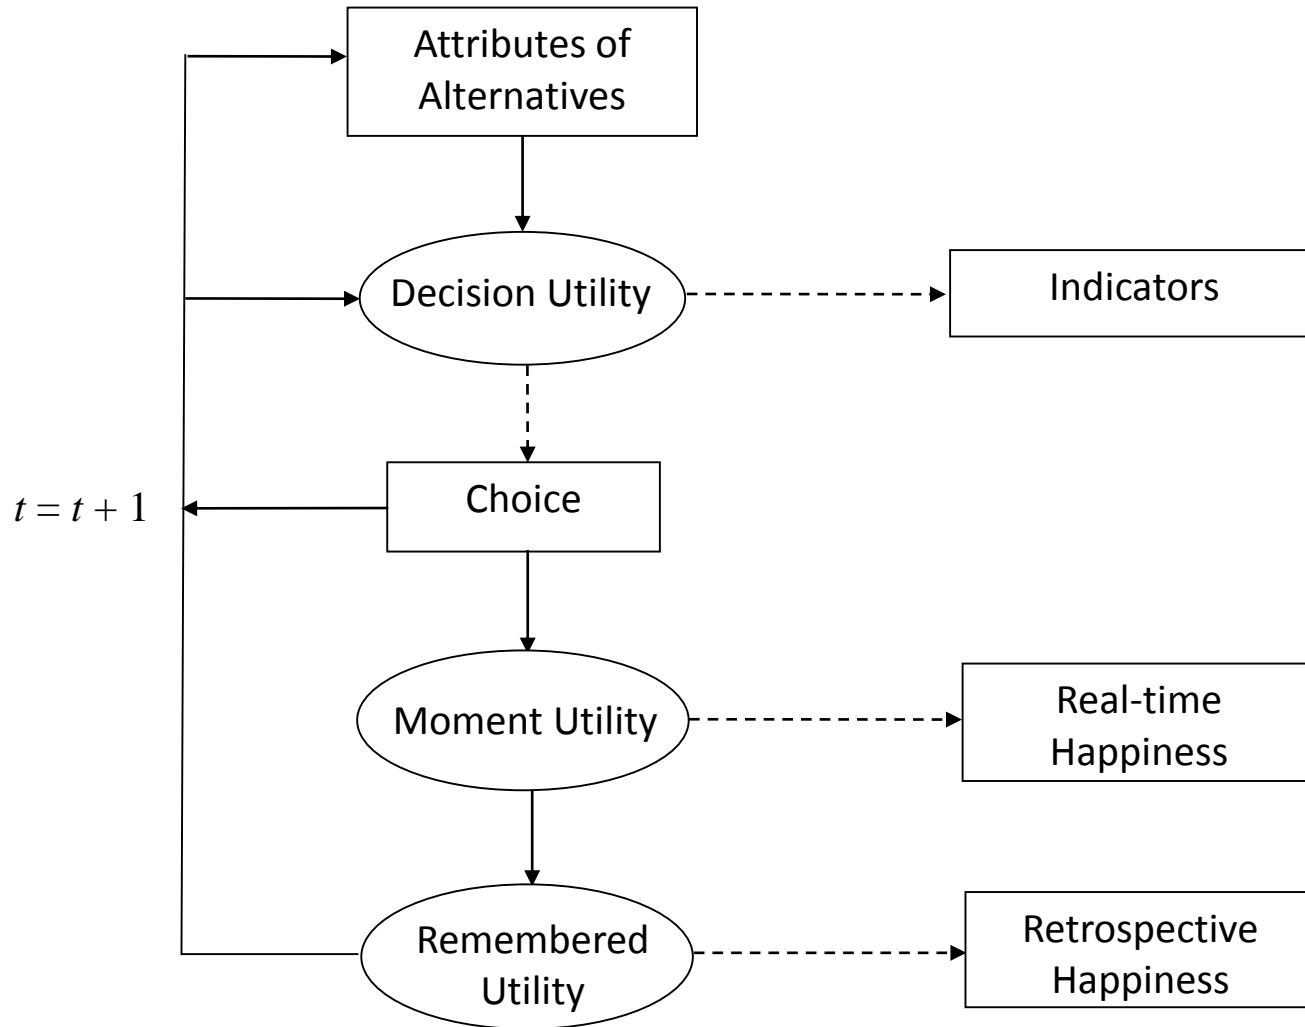 Attributes of
Alternatives
Decision Utility
Indicators
Choice
t = t + 1
Moment Utility
Real-time
Happiness
Remembered
Utility
Retrospective
Happiness